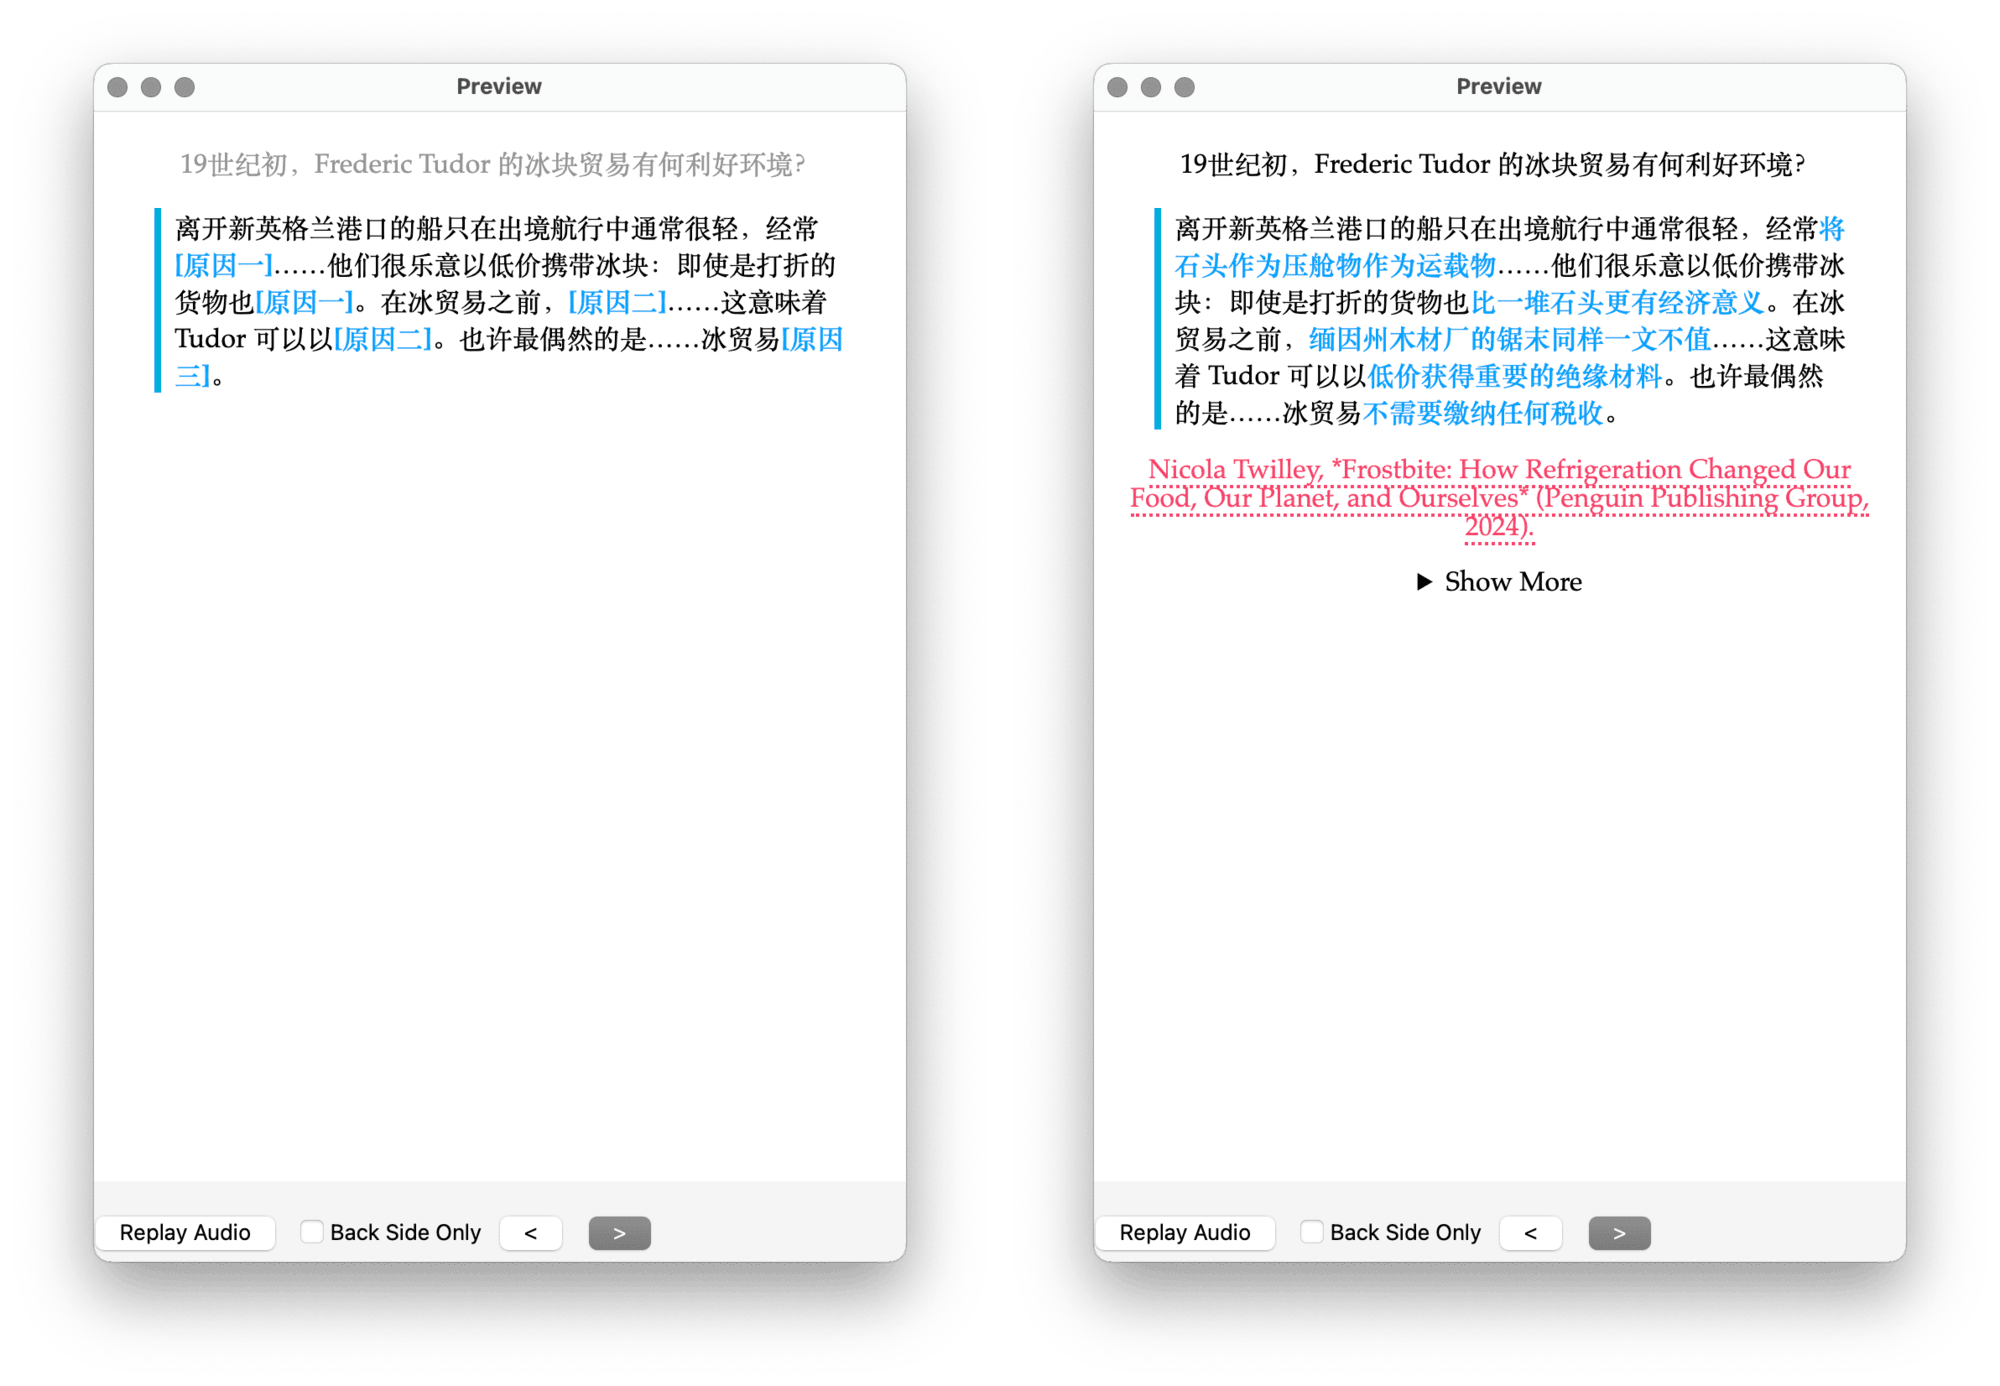 Preview
19世纪初，Frederic Tudor 的冰块贸易有何利好环境？
离开新英格兰港口的船只在出境航行中通常很轻，经常
[原因一]……他们很乐意以低价携带冰块：即使是打折的
货物也[原因一]。在冰贸易之前，[原因二]……这意味着
Tudor 可以以[原因二]。也许最偶然的是……冰贸易[原因
三]。
Replay Audio
Back Side Only
<
>
Preview
19世纪初，Frederic Tudor 的冰块贸易有何利好环境？
离开新英格兰港口的船只在出境航行中通常很轻，经常将
石头作为压舱物作为运载物……他们很乐意以低价携带冰
块：即使是打折的货物也比一堆石头更有经济意义。在冰
贸易之前，缅因州木材厂的锯末同样一文不值……这意味
着 Tudor 可以以低价获得重要的绝缘材料。也许最偶然
的是……冰贸易不需要缴纳任何税收。
Nicola Twilley, *Frostbite: How Refrigeration Changed Our
Food, Our Planet, and Ourselves* (Penguin Publishing Group,
2024).
▶ Show More
Replay Audio
Back Side Only
<
>